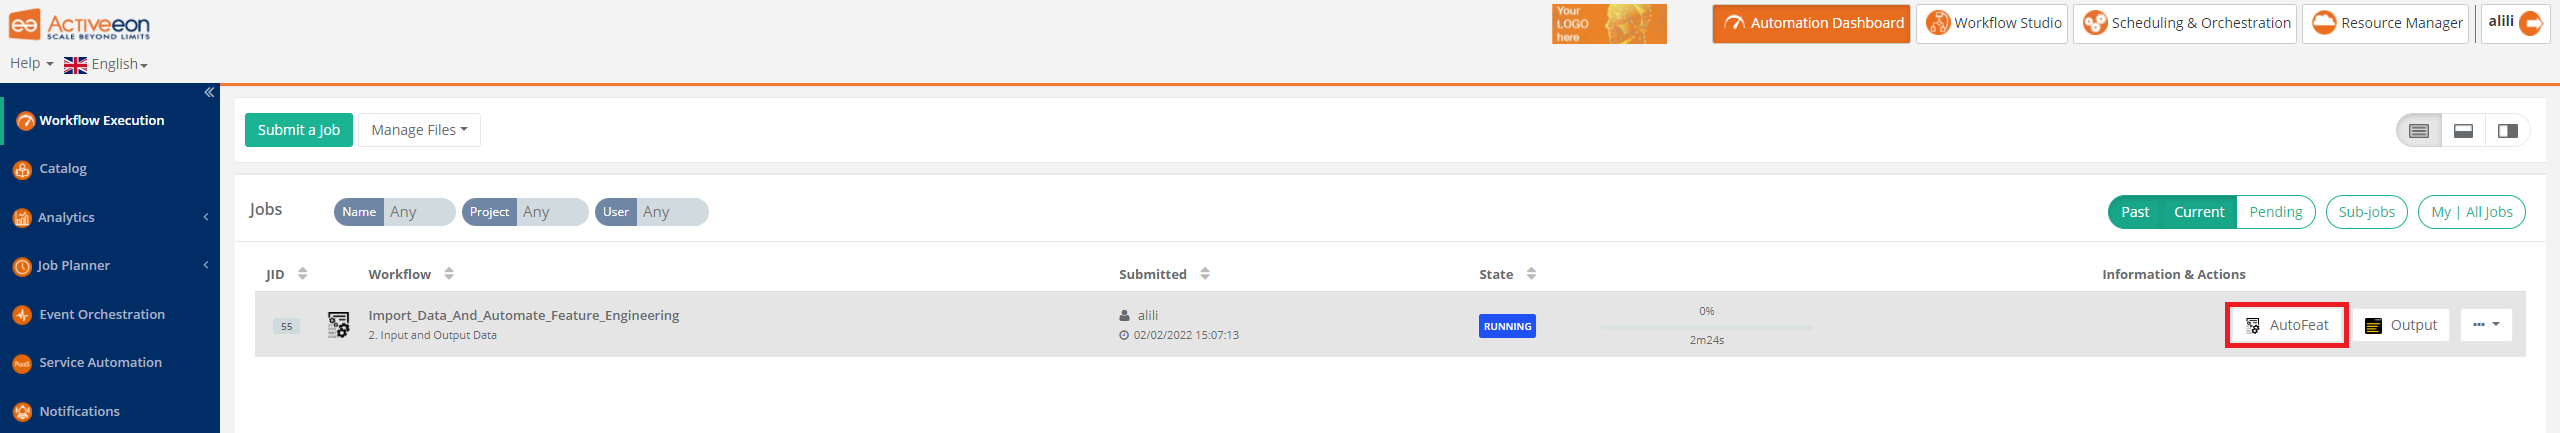 Activeeon
SCALE BEYOND LIMITS
Your
LOGO
here
Automation Dashboard
Workflow Studio
Scheduling & Orchestration
Resource Manager
alili
Help
English
Workflow Execution
Catalog
Analytics
Job Planner
Event Orchestration
PaaS
Service Automation
Notifications
Submit a Job
Manage Files
Jobs
Name Any
Project Any
User Any
Past Current Pending
Sub-jobs
My | All Jobs
JID Workflow Submitted State Information & Actions
55
Import_Data_And_Automate_Feature_Engineering
2. Input and Output Data
alili
02/02/2022 15:07:13
RUNNING
0%
2m24s
AutoFeat
Output